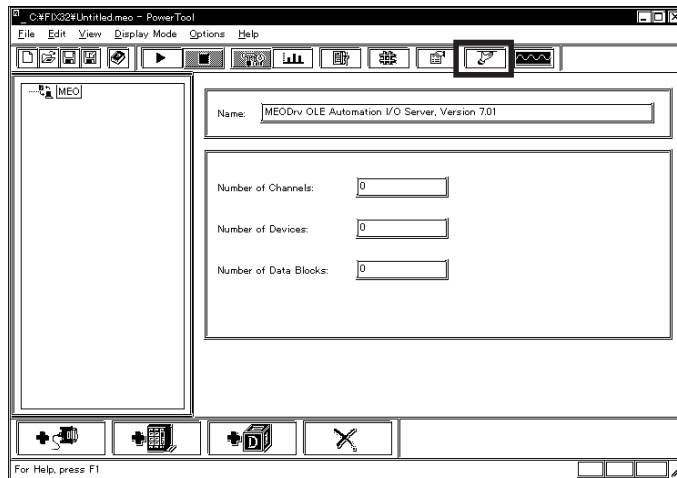 C:¥FIX32¥Untitled.meo - PowerTool
File Edit View Display Mode Options Help
MEO
Name: MEODrv OLE Automation I/O Server, Version 7.01
Number of Channels: 0
Number of Devices: 0
Number of Data Blocks: 0
D
For Help, press F1